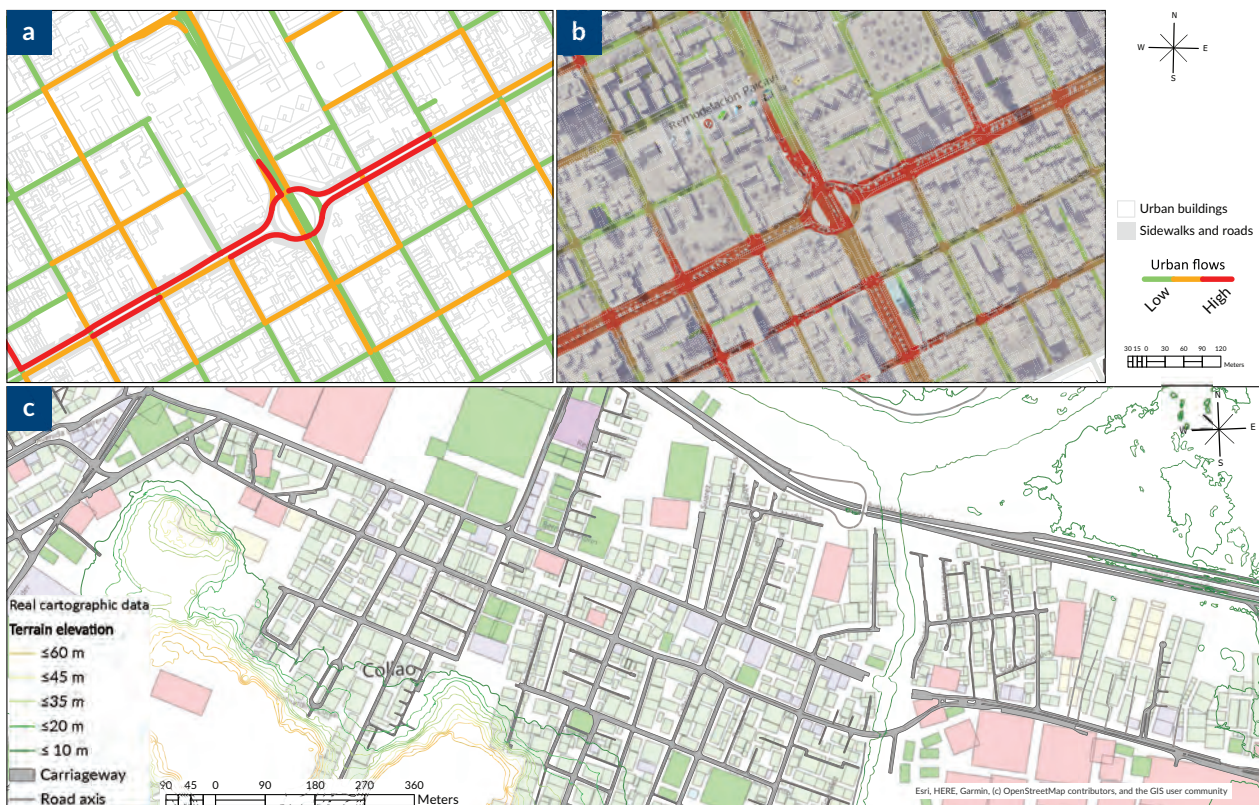 a
b
Remodelación Paicaví
N
W
E
S
Urban buildings
Sidewalks and roads
Urban flows
Low
High
30 15 0 30 60 90 120
Meters
c
N
W
E
S
Collao
Real cartographic data
Terrain elevation
≤60 m
≤45 m
≤35 m
≤20 m
≤ 10 m
Carriageway
Road axis
90 45 0 90 180 270 360
Meters
Esri, HERE, Garmin, (c) OpenStreetMap contributors, and the GIS user community